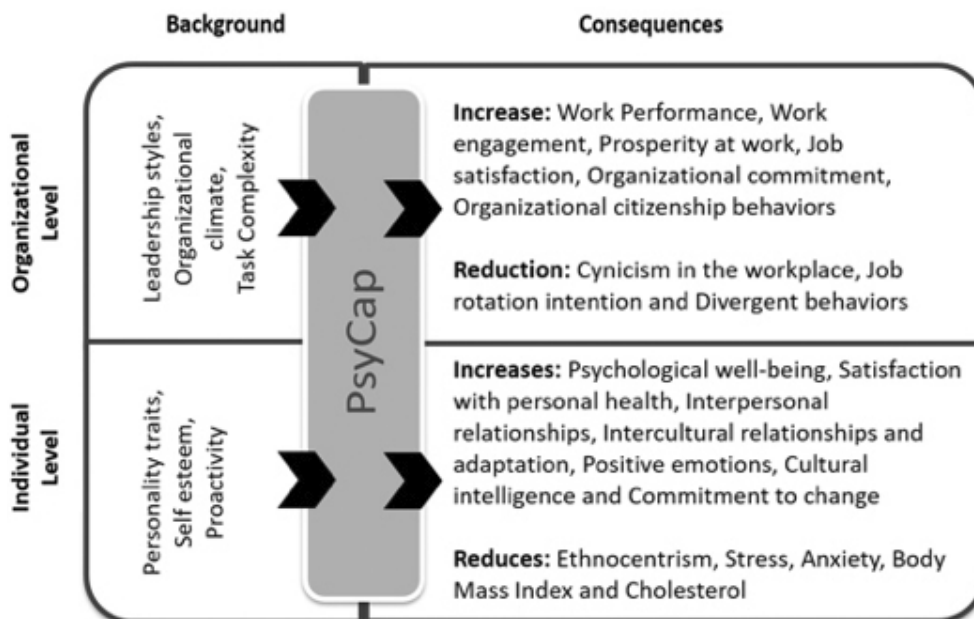 Background
Consequences
Organizational
Level
Leadership styles,
Organizational
climate,
Task Complexity
PsyCap
Increase: Work Performance, Work
engagement, Prosperity at work, Job
satisfaction, Organizational commitment,
Organizational citizenship behaviors
Reduction: Cynicism in the workplace, Job
rotation intention and Divergent behaviors
Individual
Level
Personality traits,
Self esteem,
Proactivity
Increases: Psychological well-being, Satisfaction
with personal health, Interpersonal
relationships, Intercultural relationships and
adaptation, Positive emotions, Cultural
intelligence and Commitment to change
Reduces: Ethnocentrism, Stress, Anxiety, Body
Mass Index and Cholesterol